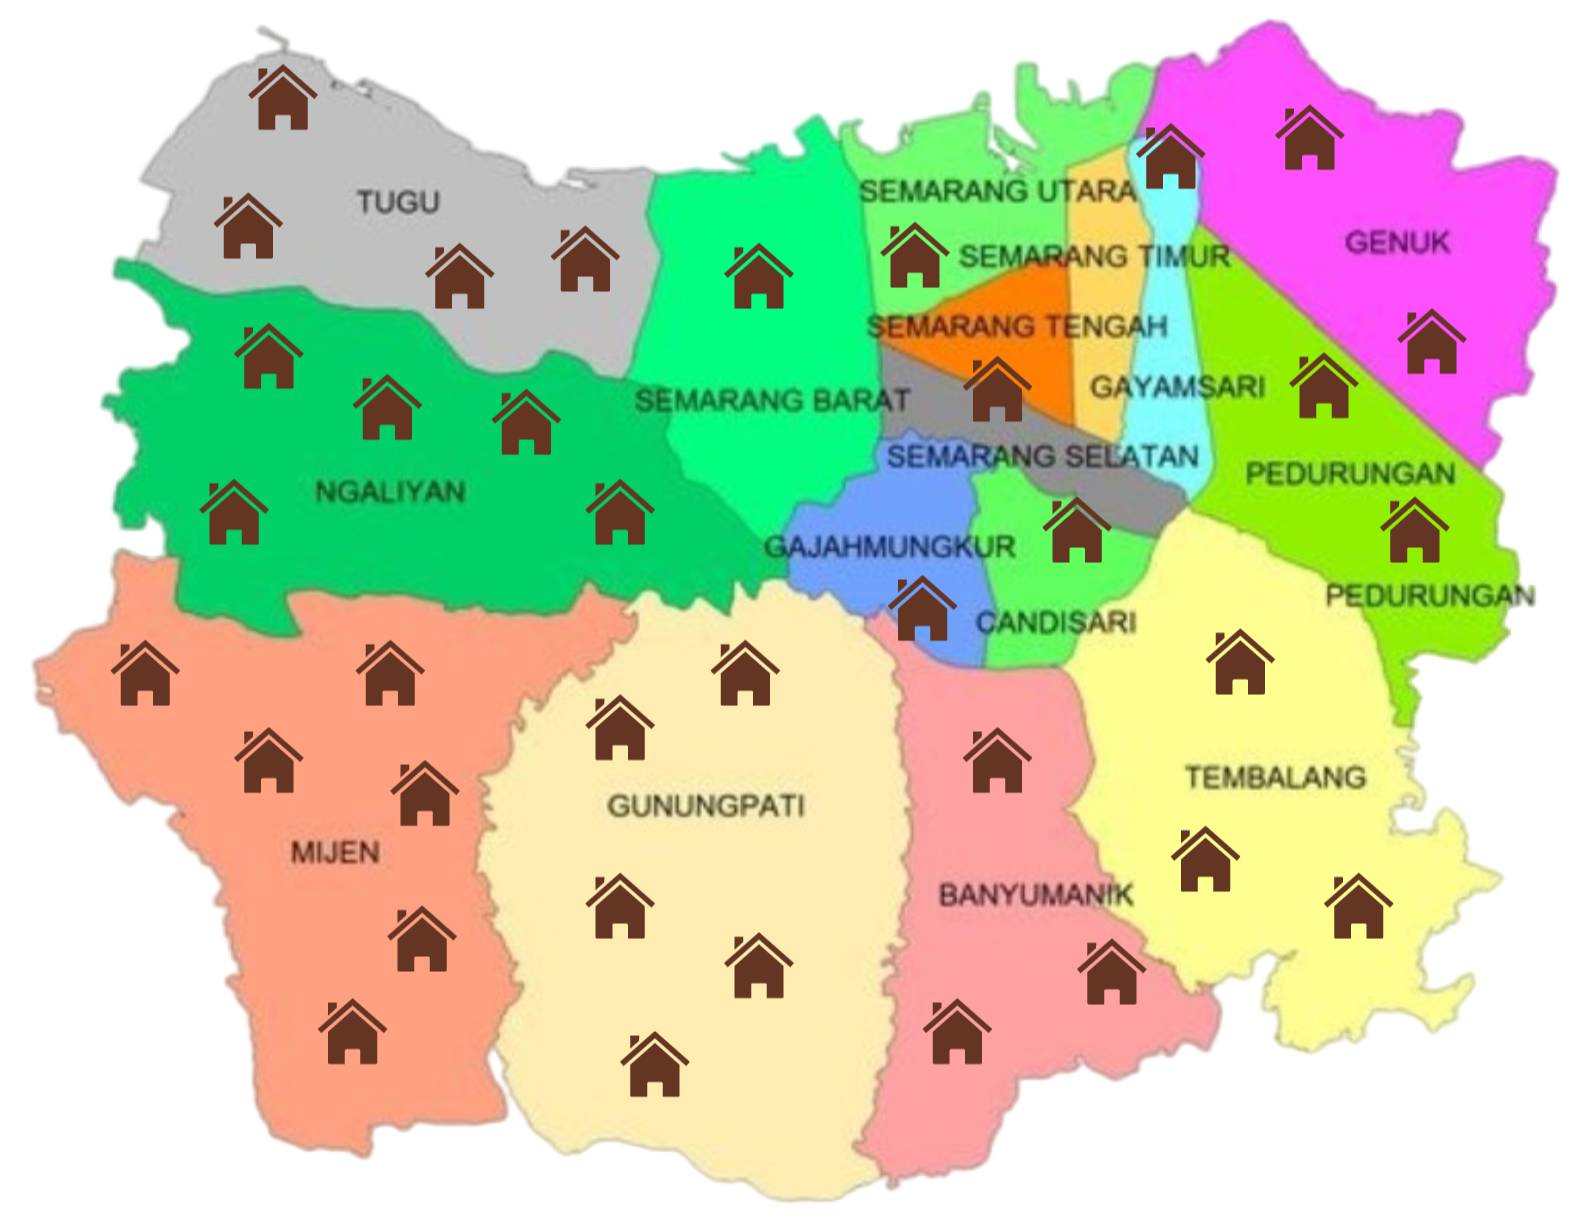 SEMARANG UTARA
TUGU
GENUK
SEMARANG TIMUR
SEMARANG TENGAH
GAYAMSARI
SEMARANG BARAT
SEMARANG SELATAN
PEDURUNGAN
NGALIYAN
GAJAHMUNGKUR
PEDURUNGAN
CANDISARI
TEMBALANG
GUNUNGPATI
MIJEN
BANYUMANIK